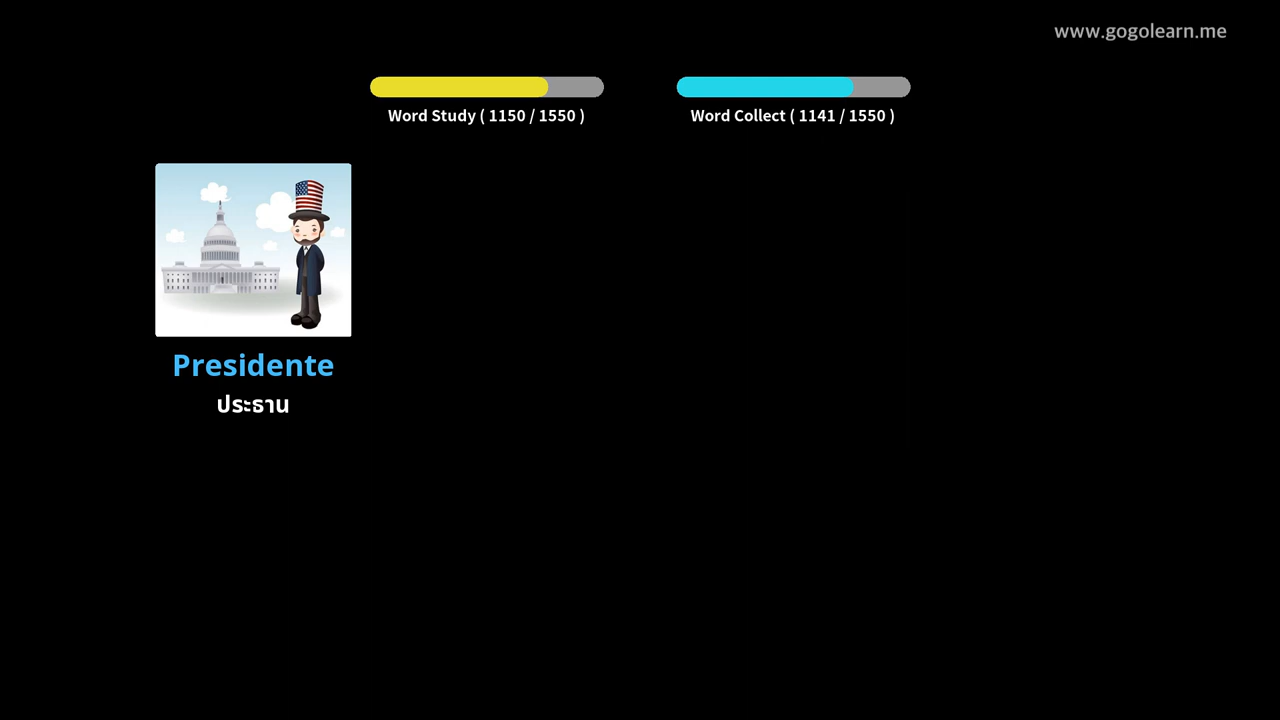 www.gogolearn.me
Word Study ( 1150 / 1550 )
Word Collect ( 1141 / 1550 )
Presidente
ประธาน